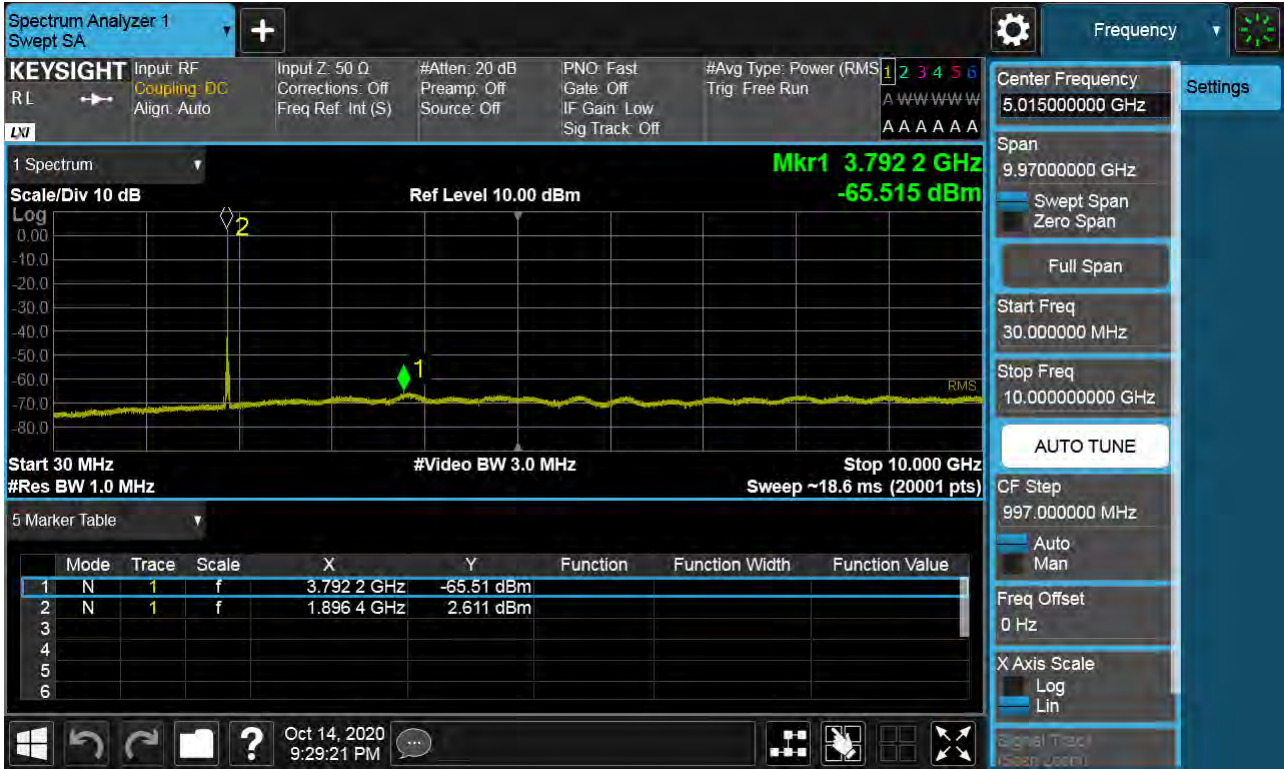 Spectrum Analyzer 1
Swept SA
+
Frequency
KEYSIGHT
R L
LXI
Input: RF
Coupling: DC
Align: Auto
Input Z: 50 Ω
Corrections: Off
Freq Ref: Int (S)
#Atten: 20 dB
Preamp: Off
Source: Off
PNO: Fast
Gate: Off
IF Gain: Low
Sig Track: Off
#Avg Type: Power (RMS
Trig: Free Run
1 2 3 4 5 6
A W W W W W
A A A A A A
1 Spectrum
Scale/Div 10 dB
Ref Level 10.00 dBm
Mkr1 3.792 2 GHz
-65.515 dBm
Log
0.00
-10.0
-20.0
-30.0
-40.0
-50.0
-60.0
-70.0
-80.0
2
1
RMS
Start 30 MHz
#Video BW 3.0 MHz
Stop 10.000 GHz
#Res BW 1.0 MHz
Sweep ~18.6 ms (20001 pts)
5 Marker Table
Mode Trace Scale X Y Function Function Width Function Value
1 N 1 f 3.792 2 GHz -65.51 dBm
2 N 1 f 1.896 4 GHz 2.611 dBm
3
4
5
6
?
Oct 14, 2020
9:29:21 PM
Center Frequency
5.015000000 GHz
Settings
Span
9.97000000 GHz
Swept Span
Zero Span
Full Span
Start Freq
30.000000 MHz
Stop Freq
10.000000000 GHz
AUTO TUNE
CF Step
997.000000 MHz
Auto
Man
Freq Offset
0 Hz
X Axis Scale
Log
Lin
Signal Track
(Span Zoom)